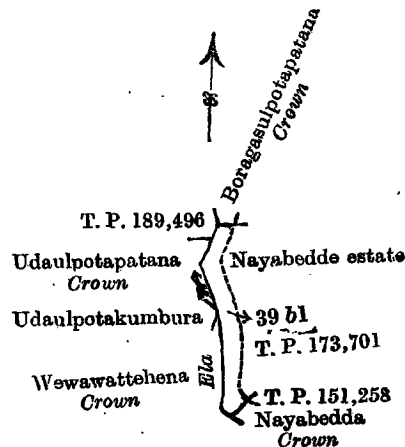 Boragasulpotapatana
Crown
T. P. 189,496
Udaulpotapatana
Crown
Nayabedde estate
Udaulpotakumbura
39 b1
T. P. 173,701
Wewawattehena
Crown
Ela
T. P. 151,258
Nayabedda
Crown